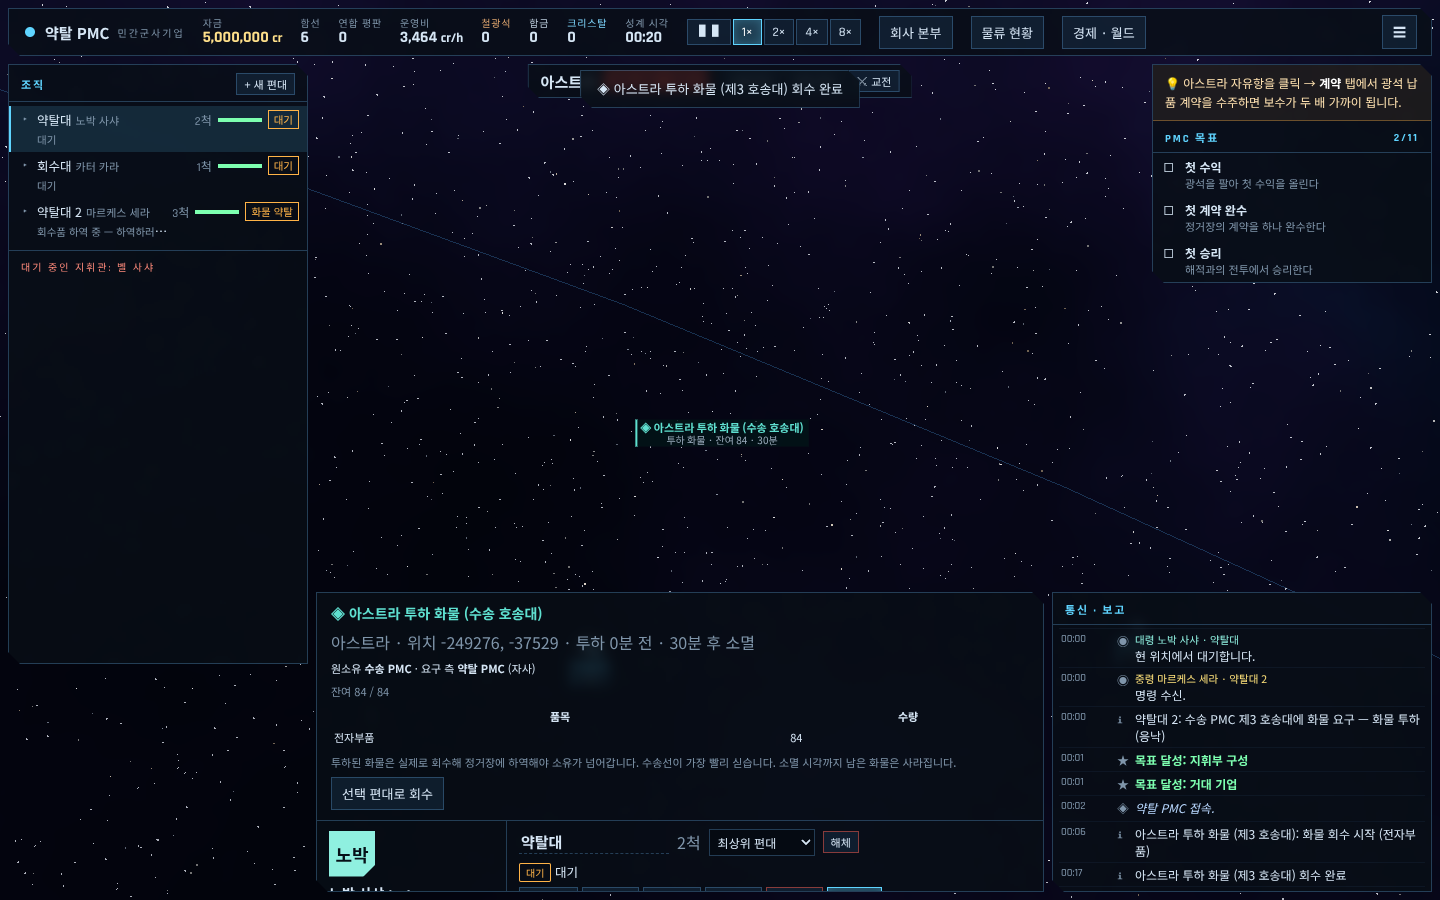 약탈 PMC 민간군사기업
자금 5,000,000 cr
함선 6
연합 평판 0
운영비 3,464 cr/h
철광석 0
합금 0
크리스탈 0
성계 시각 00:20
1× 2× 4× 8×
회사 본부
물류 현황
경제 · 월드
조직
+ 새 편대
약탈대 노박 사샤 2척 대기
대기
회수대 카터 카라 1척 대기
대기
약탈대 2 마르케스 세라 3척 화물 약탈
회수품 하역 중 — 하역하러…
대기 중인 지휘관: 벨 사샤
아스트
◈ 아스트라 투하 화물 (제3 호송대) 회수 완료
⚔ 교전
💡 아스트라 자유항을 클릭 → 계약 탭에서 광석 납
품 계약을 수주하면 보수가 두 배 가까이 됩니다.
PMC 목표 2/11
☐ 첫 수익
광석을 팔아 첫 수익을 올린다
☐ 첫 계약 완수
정거장의 계약을 하나 완수한다
☐ 첫 승리
해적과의 전투에서 승리한다
◈ 아스트라 투하 화물 (수송 호송대)
투하 화물 · 잔여 84 · 30분
◈ 아스트라 투하 화물 (수송 호송대)
아스트라 · 위치 -249276, -37529 · 투하 0분 전 · 30분 후 소멸
원소유 수송 PMC · 요구 측 약탈 PMC (자사)
잔여 84 / 84
품목 수량
전자부품 84
투하된 화물은 실제로 회수해 정거장에 하역해야 소유가 넘어갑니다. 수송선이 가장 빨리 싣습니다. 소멸 시각까지 남은 화물은 사라집니다.
선택 편대로 회수
노박
약탈대 2척 최상위 편대 해체
대기 대기
통신 · 보고
00:00 ◉ 대령 노박 사샤 · 약탈대
현 위치에서 대기합니다.
00:00 ◉ 중령 마르케스 세라 · 약탈대 2
명령 수신.
00:00 ℹ 약탈대 2: 수송 PMC 제3 호송대에 화물 요구 — 화물 투하
(응낙)
00:01 ★ 목표 달성: 지휘부 구성
00:01 ★ 목표 달성: 거대 기업
00:02 ◈ 약탈 PMC 접속.
00:06 ℹ 아스트라 투하 화물 (제3 호송대): 화물 회수 시작 (전자부
품)
00:17 ℹ 아스트라 투하 화물 (제3 호송대) 회수 완료